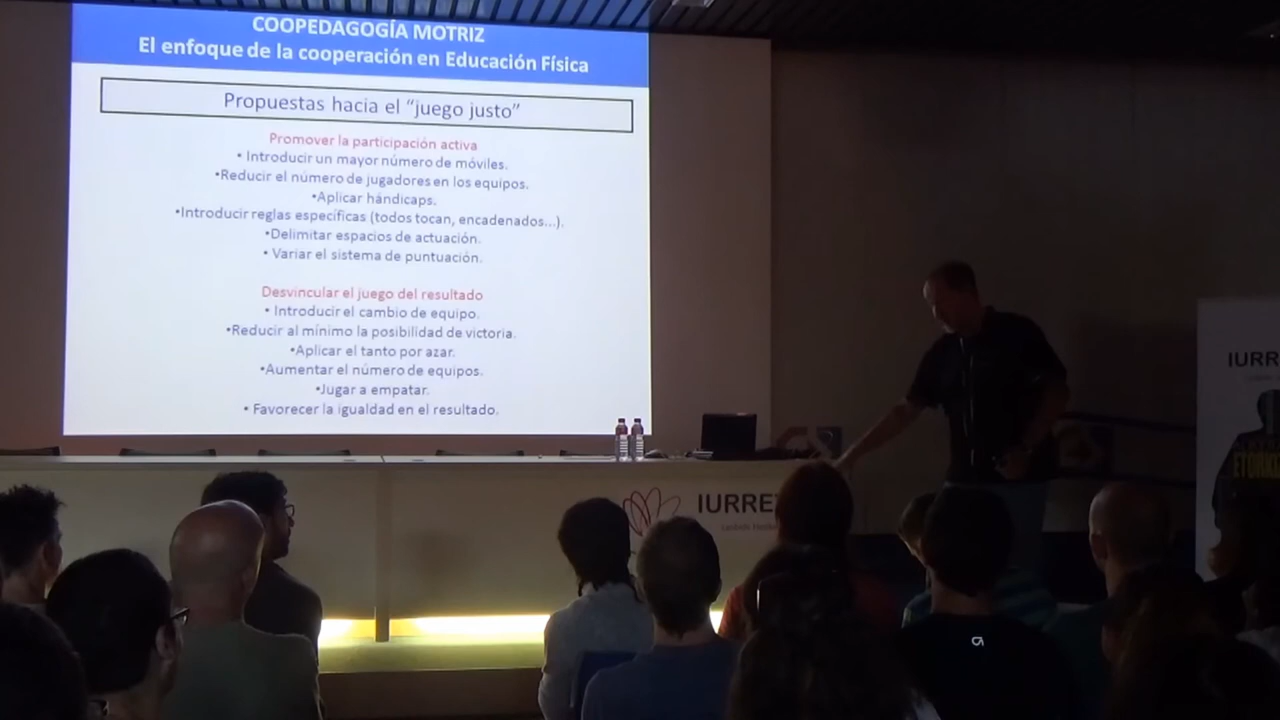 COOPEDAGOGÍA MOTRIZ
El enfoque de la cooperación en Educación Física
Propuestas hacia el “juego justo”
Promover la participación activa
• Introducir un mayor número de móviles.
•Reducir el número de jugadores en los equipos.
•Aplicar hándicaps.
•Introducir reglas específicas (todos tocan, encadenados...).
•Delimitar espacios de actuación.
• Variar el sistema de puntuación.
Desvincular el juego del resultado
• Introducir el cambio de equipo.
•Reducir al mínimo la posibilidad de victoria.
•Aplicar el tanto por azar.
•Aumentar el número de equipos.
•Jugar a empatar.
• Favorecer la igualdad en el resultado.
IURR
IURRE